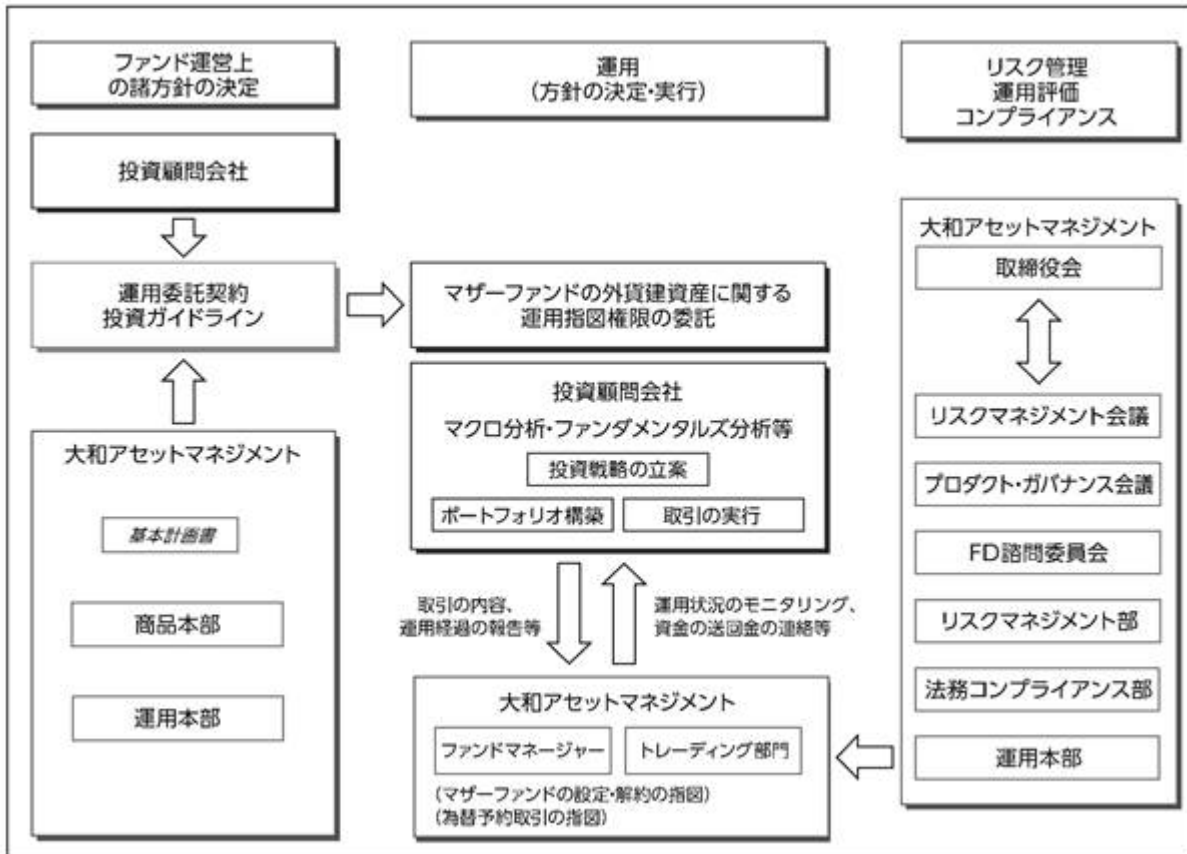 ファンド運営上
の諸方針の決定
運用
(方針の決定・実行)
リスク管理
運用評価
コンプライアンス
投資顧問会社
運用委託契約
投資ガイドライン
マザーファンドの外貨建資産に関する
運用指図権限の委託
投資顧問会社
マクロ分析・ファンダメンタルズ分析等
投資戦略の立案
ポートフォリオ構築
取引の実行
大和アセットマネジメント
基本計画書
商品本部
運用本部
取引の内容、
運用経過の報告等
運用状況のモニタリング、
資金の送回金の連絡等
大和アセットマネジメント
ファンドマネージャー
トレーディング部門
(マザーファンドの設定・解約の指図)
(為替予約取引の指図)
大和アセットマネジメント
取締役会
リスクマネジメント会議
プロダクト・ガバナンス会議
FD諮問委員会
リスクマネジメント部
法務コンプライアンス部
運用本部